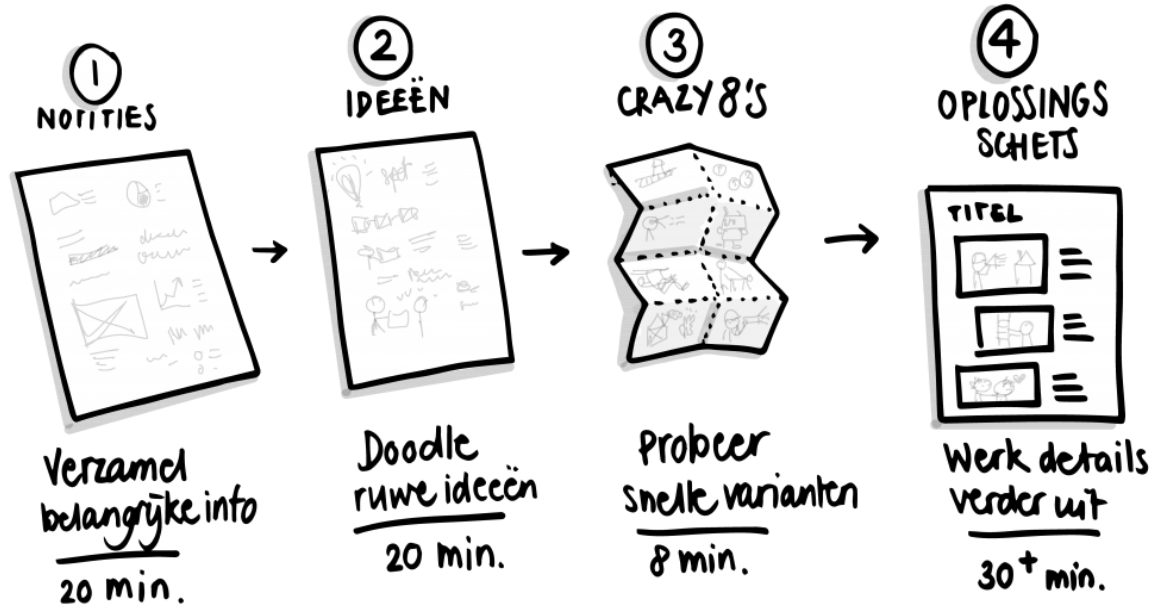 1
NOTITIES
Verzamel
belangrijke info
20 min.
2
IDEEËN
Doodle
ruwe ideeën
20 min.
3
CRAZY 8'S
Probeer
snelle varianten
8 min.
4
OPLOSSINGS
SCHETS
TITEL
Werk details
verder uit
30+ min.